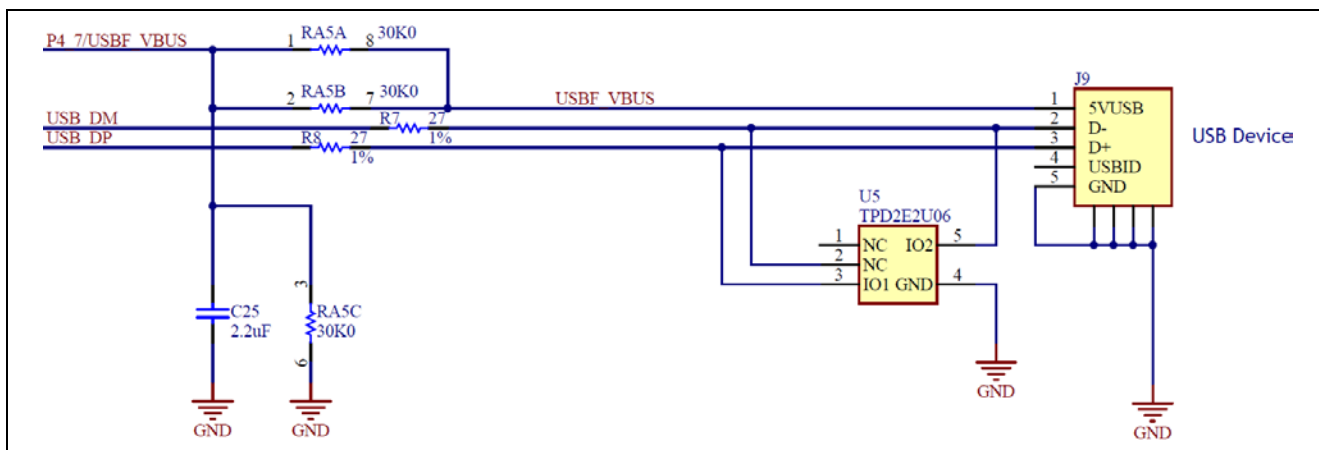 RA5A
P4_7/USBF_VBUS 1 8 30K0
RA5B
2 7 30K0
USBF_VBUS
J9
1 5VUSB
USB_DM R7 27
1%
2 D-
USB_DP R8 27
1%
3 D+
4 USBID
5 GND
USB Device
U5
TPD2E2U06
1 NC IO2 5
2 NC
3 IO1 GND 4
C25
2.2uF
3
RA5C
30K0
6
GND
GND
GND
GND